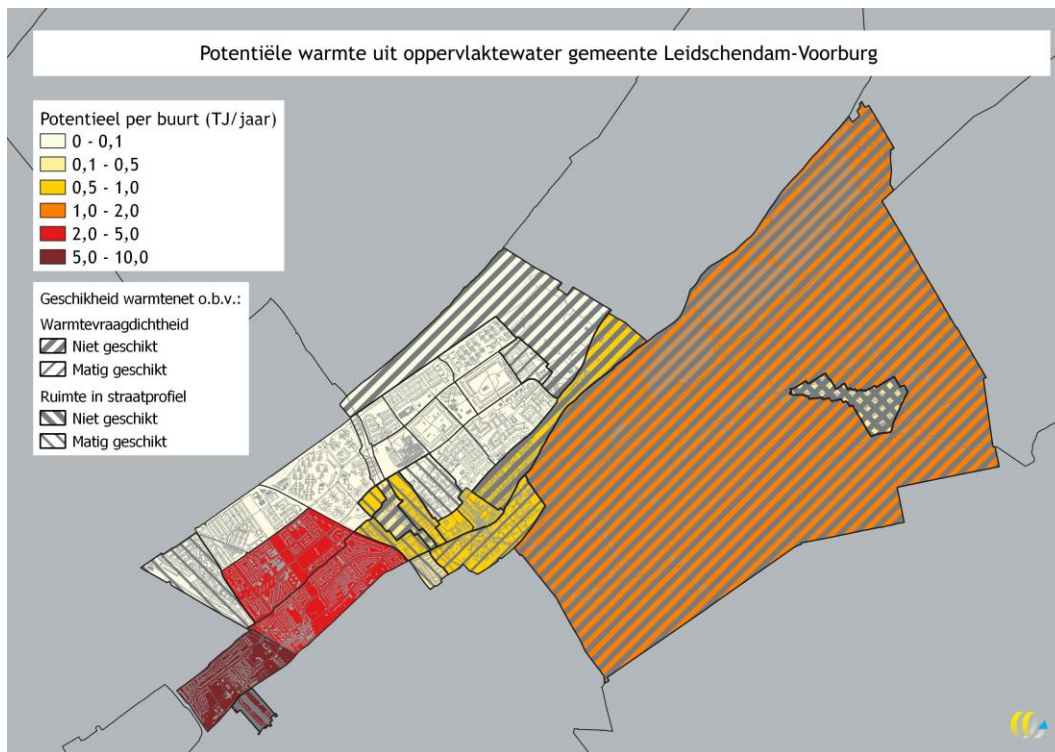 Potentiële warmte uit oppervlaktewater gemeente Leidschendam-Voorburg
Potentieel per buurt (TJ/jaar)
0 - 0,1
0,1 - 0,5
0,5 - 1,0
1,0 - 2,0
2,0 - 5,0
5,0 - 10,0
Geschikheid warmtenet o.b.v.:
Warmtevraagdichtheid
Niet geschikt
Matig geschikt
Ruimte in straatprofiel
Niet geschikt
Matig geschikt